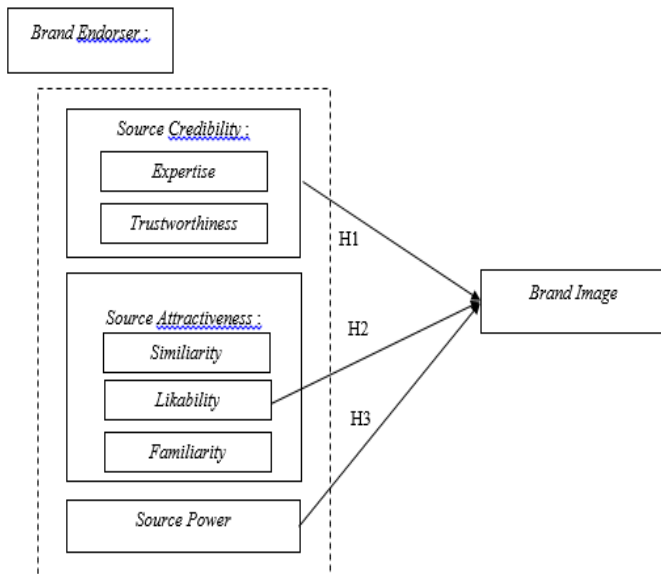 Brand Endorser :
Source Credibility :
Expertise
Trustworthiness
H1
Brand Image
Source Attractiveness :
H2
Similiarity
Likability
H3
Familiarity
Source Power